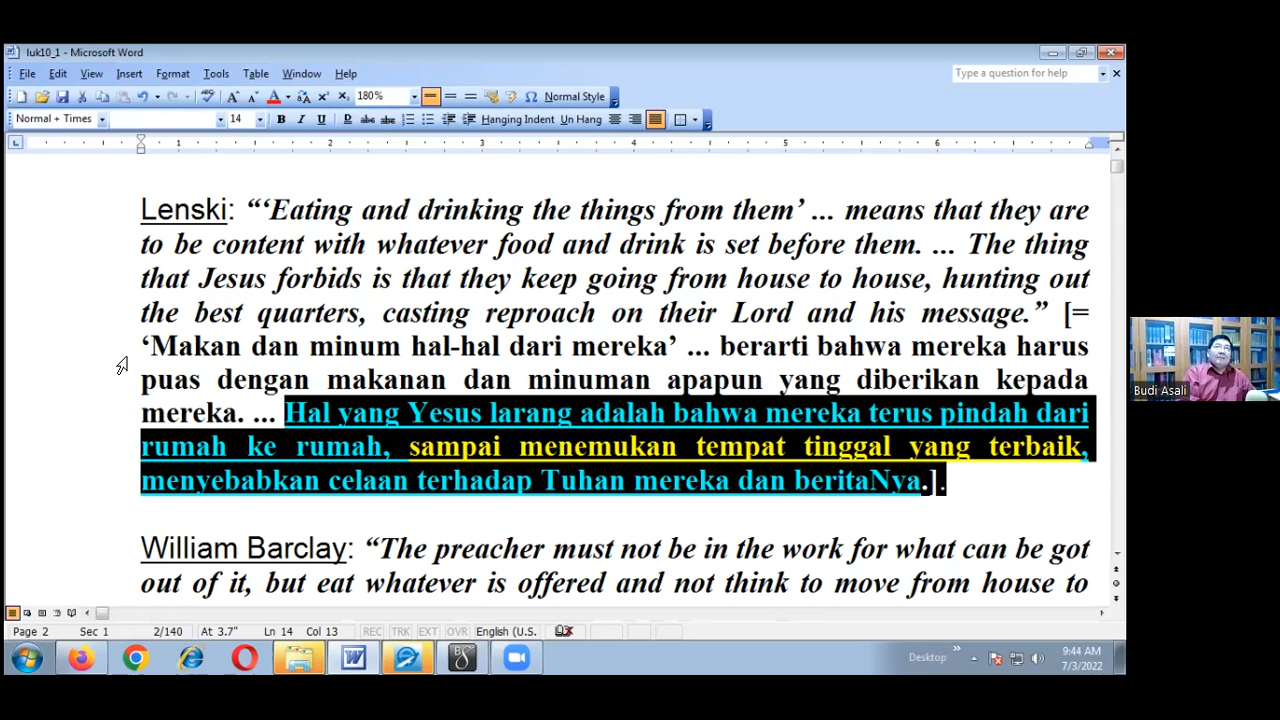 luk10_1 - Microsoft Word
File Edit View Insert Format Tools Table Window Help
Type a question for help
180% Normal Style
Normal + Times 14 B I U Hanging Indent Un Hang
1 2 3 4 5 6
Lenski: “‘Eating and drinking the things from them’ ... means that they are
to be content with whatever food and drink is set before them. ... The thing
that Jesus forbids is that they keep going from house to house, hunting out
the best quarters, casting reproach on their Lord and his message.” [=
‘Makan dan minum hal-hal dari mereka’ ... berarti bahwa mereka harus
puas dengan makanan dan minuman apapun yang diberikan kepada
mereka. ... Hal yang Yesus larang adalah bahwa mereka terus pindah dari
rumah ke rumah, sampai menemukan tempat tinggal yang terbaik,
menyebabkan celaan terhadap Tuhan mereka dan beritaNya.].
Budi Asali
William Barclay: “The preacher must not be in the work for what can be got
out of it, but eat whatever is offered and not think to move from house to
Page 2 Sec 1 2/140 At 3.7" Ln 14 Col 13 REC TRK EXT OVR English (U.S.
Desktop
9:44 AM
7/3/2022